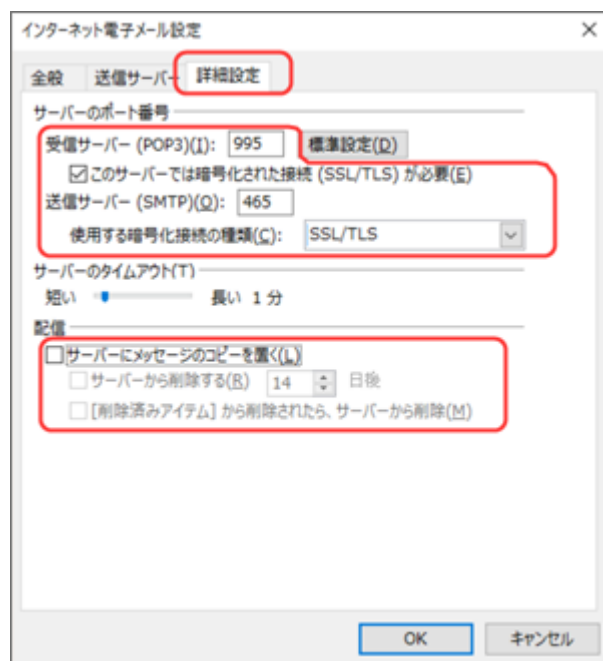 インターネット電子メール設定
全般 送信サーバー 詳細設定
サーバーのポート番号
受信サーバー (POP3)(I): 995 標準設定(D)
このサーバーでは暗号化された接続 (SSL/TLS) が必要(E)
送信サーバー (SMTP)(O): 465
使用する暗号化接続の種類(C): SSL/TLS
サーバーのタイムアウト(T)
短い 長い 1 分
配信
サーバーにメッセージのコピーを置く(L)
サーバーから削除する(R) 14 日後
[削除済みアイテム] から削除されたら、サーバーから削除(M)
OK キャンセル